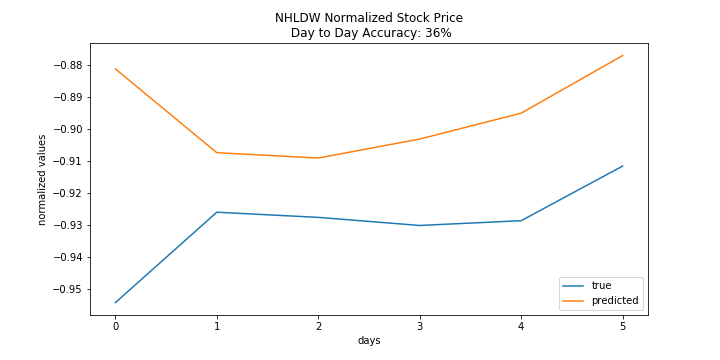 NHLDW Normalized Stock Price
Day to Day Accuracy: 36%
normalized values
−0.88
−0.89
−0.90
−0.91
−0.92
−0.93
−0.94
−0.95
true
predicted
0 1 2 3 4 5
days